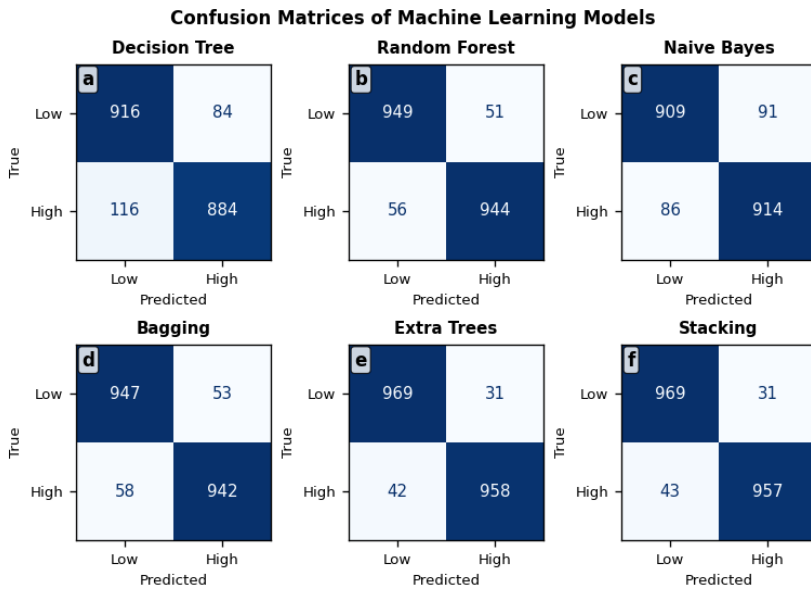 Confusion Matrices of Machine Learning Models
Decision Tree
a
Low
916
84
True
High
116
884
Low
High
Predicted
Random Forest
b
Low
949
51
True
High
56
944
Low
High
Predicted
Naive Bayes
c
Low
909
91
True
High
86
914
Low
High
Predicted
Bagging
d
Low
947
53
True
High
58
942
Low
High
Predicted
Extra Trees
e
Low
969
31
True
High
42
958
Low
High
Predicted
Stacking
f
Low
969
31
True
High
43
957
Low
High
Predicted